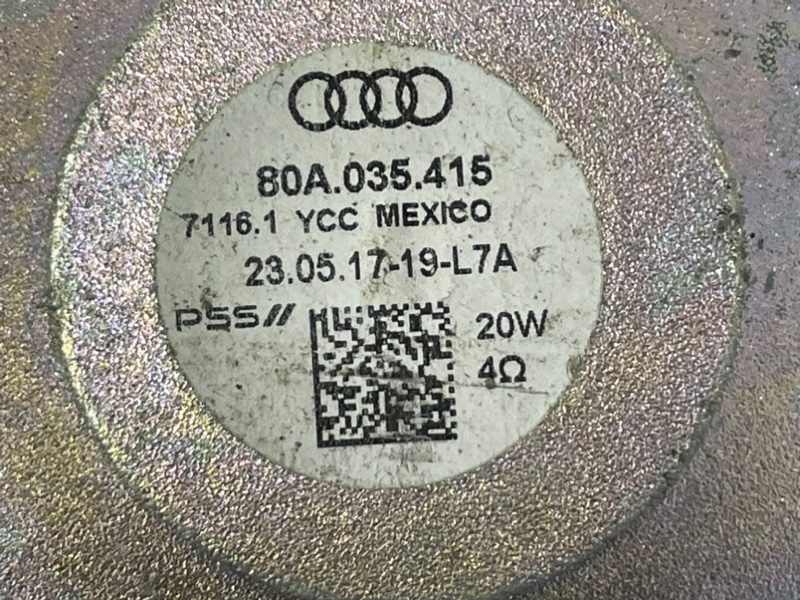 80A.035.415
7116.1 YCC MEXICO
23.05.17-19-L7A
PSS//
20W
4Ω